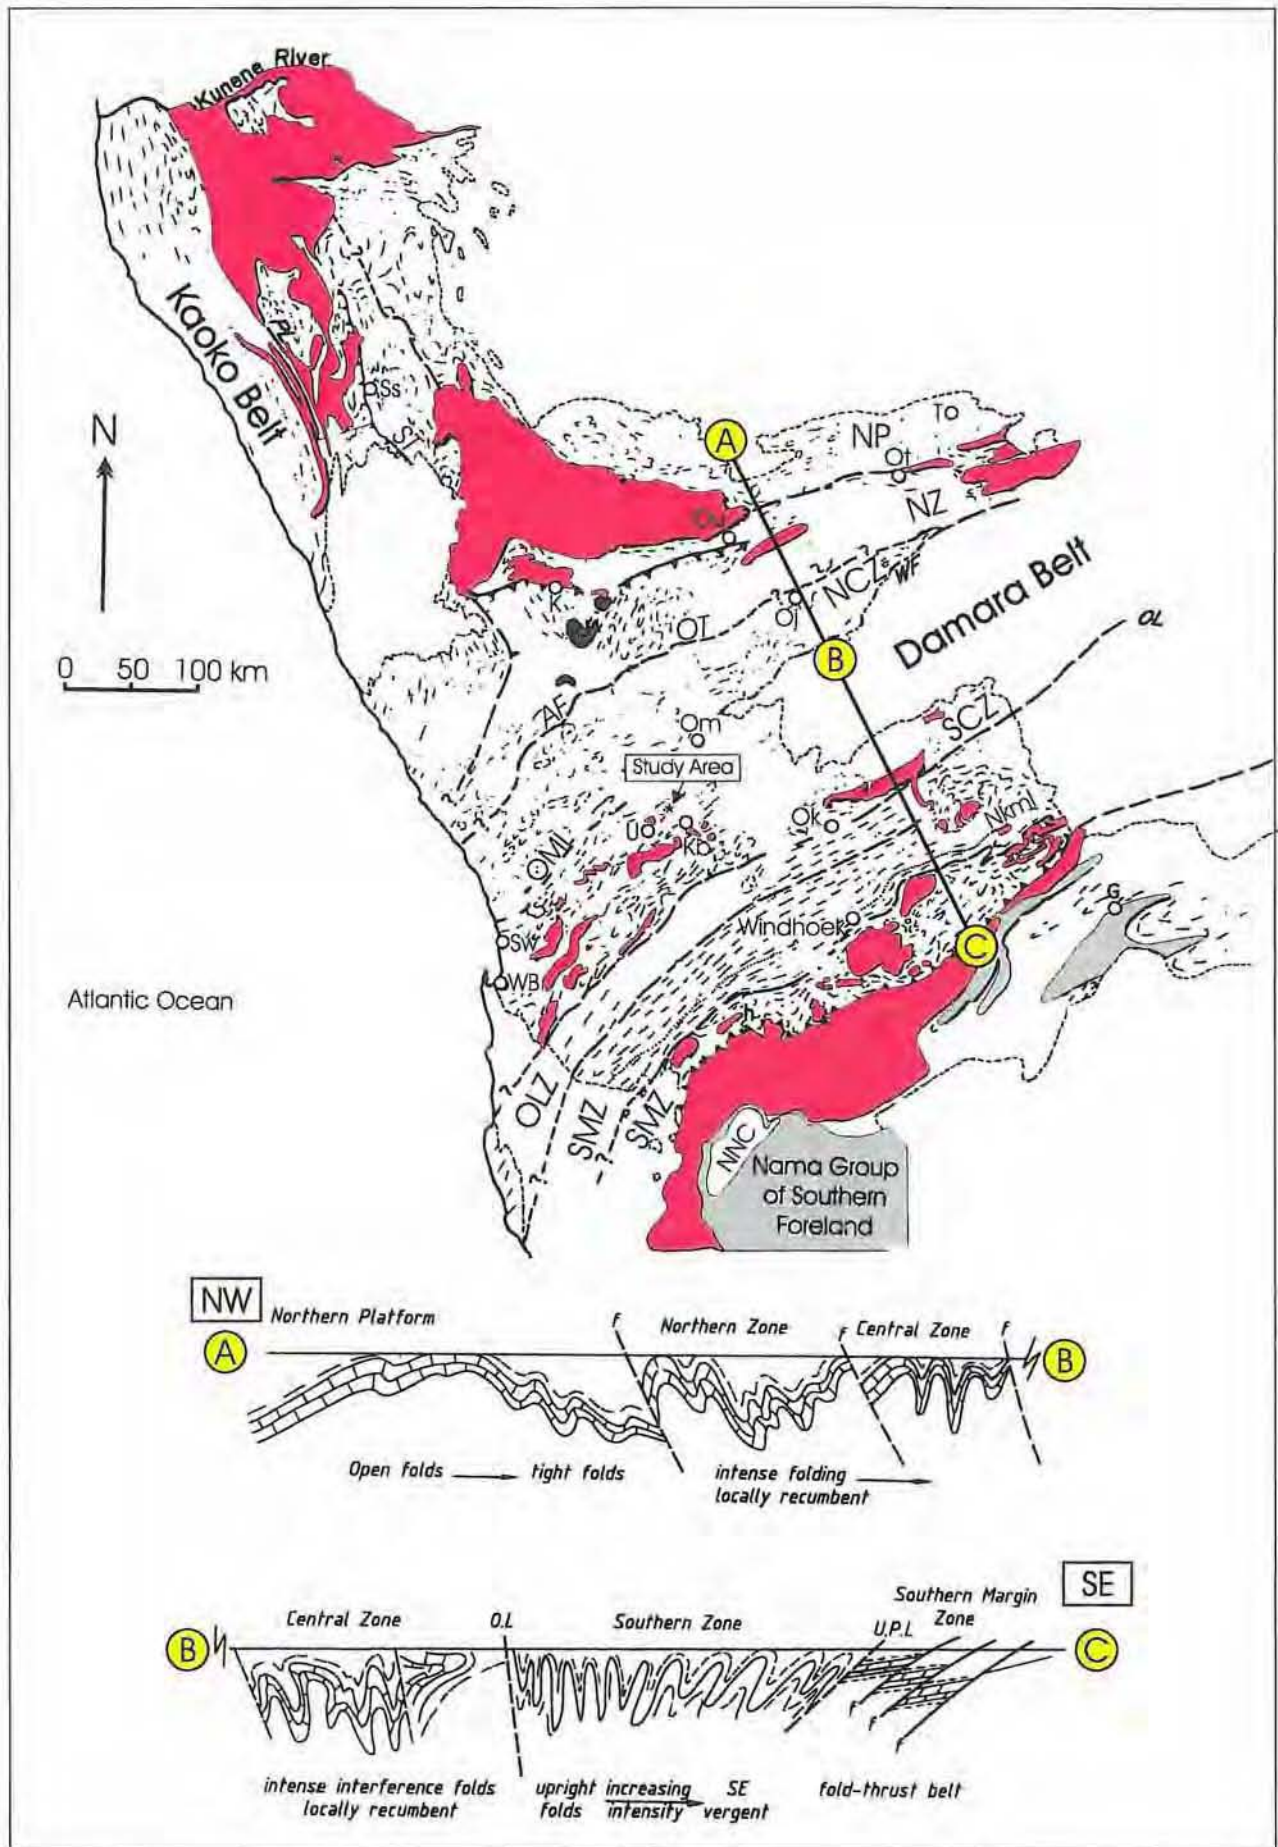 Kunene River
Kaoko Belt
PL
Ss
ST
N
0 50 100 km
A
NP
To
Ot
NZ
NCZ
WF
K
OT
Oj
B
Damara Belt
OL
AF
Om
SCZ
Study Area
Ok
Nkml
Uo
Kb
OML
G
Windhoek
C
Sw
WB
Atlantic Ocean
?
OLZ
SMZ
SMZ
?
?
NNC
Nama Group
of Southern
Foreland
NW
Northern Platform
F
Northern Zone
F
Central Zone
F
A
B
Open folds
tight folds
intense folding
locally recumbent
SE
Central Zone
O.L
Southern Zone
U.P.L
Southern Margin
Zone
B
C
F
F
F
intense interference folds
locally recumbent
upright
folds
increasing
intensity
SE
vergent
fold-thrust belt